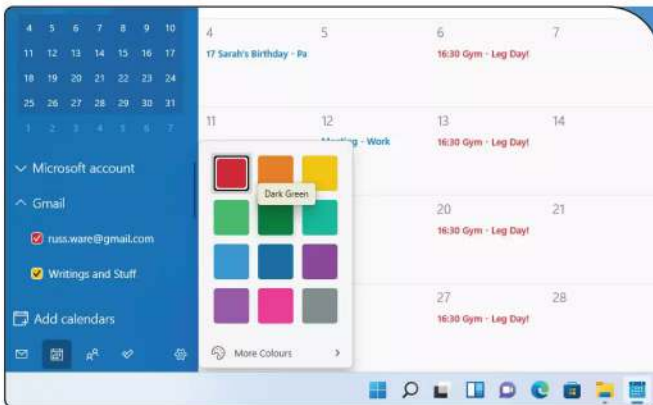 4 5 6 7 8 9 10
11 12 13 14 15 16 17
18 19 20 21 22 23 24
25 26 27 28 29 30 31
1 2 3 4 5 6 7
Microsoft account
Gmail
russ.ware@gmail.com
Writings and Stuff
Add calendars
4 5 6 7
17 Sarah's Birthday - Pa
16:30 Gym - Leg Day!
11 12 13 14
Meeting - Work
16:30 Gym - Leg Day!
Dark Green
20 21
16:30 Gym - Leg Day!
27 28
16:30 Gym - Leg Day!
More Colours